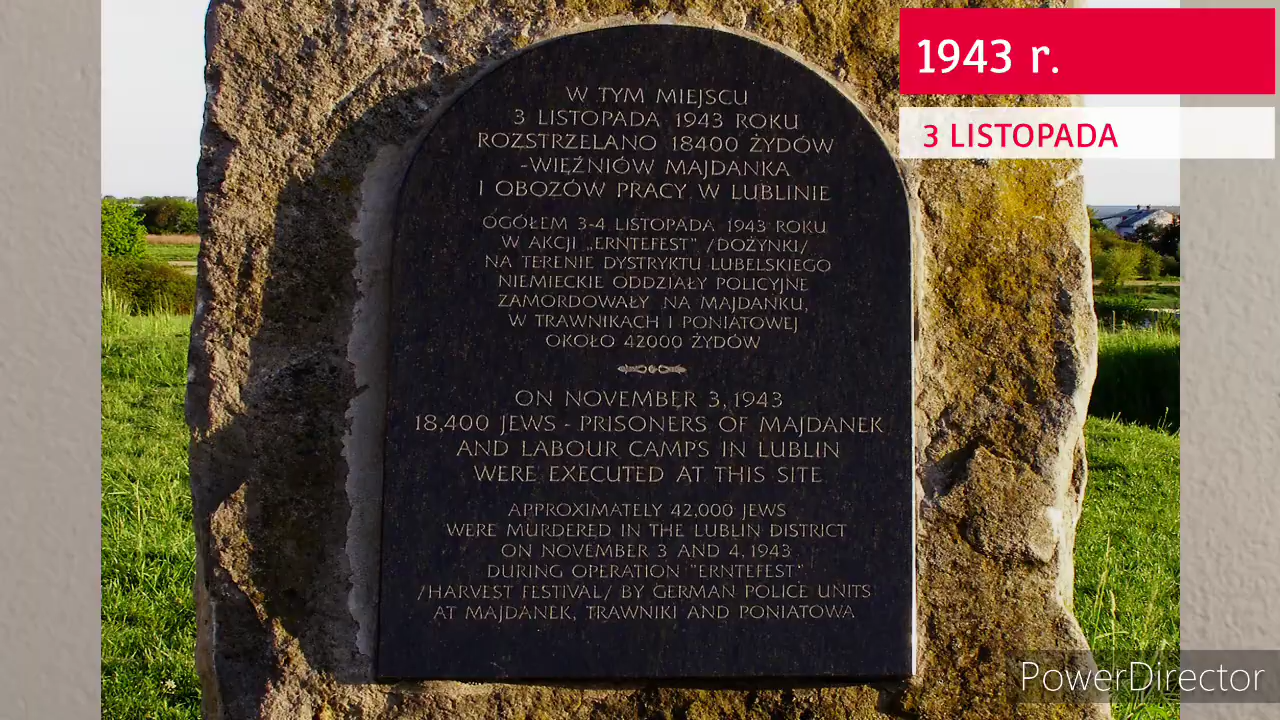 1943 r.
3 LISTOPADA
W TYM MIEJSCU
3 LISTOPADA 1943 ROKU
ROZSTRZELANO 18400 ŻYDÓW
-WIĘŹNIÓW MAJDANKA
I OBOZÓW PRACY W LUBLINIE
OGÓŁEM 3-4 LISTOPADA 1943 ROKU
W AKCJI „ERNTEFEST" /DOŻYNKI/
NA TERENIE DYSTRYKTU LUBELSKIEGO
NIEMIECKIE ODDZIAŁY POLICYJNE
ZAMORDOWAŁY NA MAJDANKU,
W TRAWNIKACH I PONIATOWEJ
OKOŁO 42000 ŻYDÓW
ON NOVEMBER 3, 1943
18,400 JEWS - PRISONERS OF MAJDANEK
AND LABOUR CAMPS IN LUBLIN
WERE EXECUTED AT THIS SITE
APPROXIMATELY 42,000 JEWS
WERE MURDERED IN THE LUBLIN DISTRICT
ON NOVEMBER 3 AND 4, 1943
DURING OPERATION "ERNTEFEST"
/HARVEST FESTIVAL/ BY GERMAN POLICE UNITS
AT MAJDANEK, TRAWNIKI AND PONIATOWA
PowerDirector